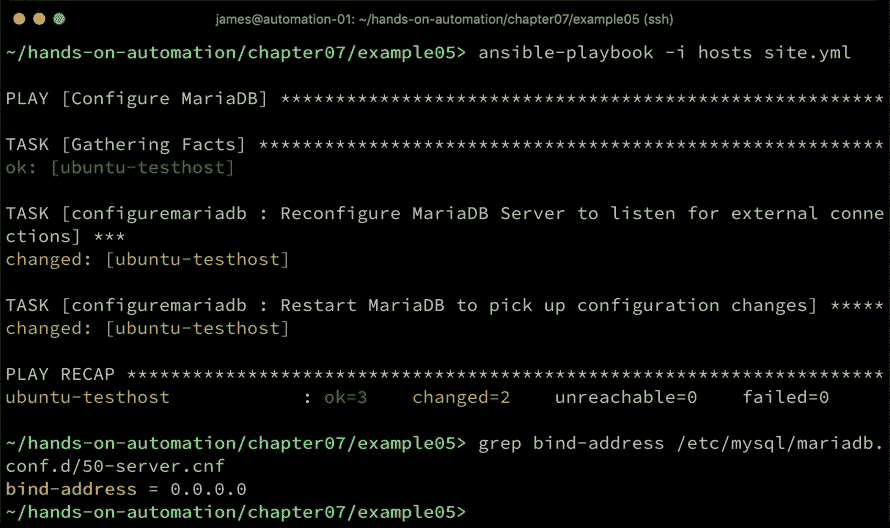 james@automation-01: ~/hands-on-automation/chapter07/example05 (ssh)
~/hands-on-automation/chapter07/example05> ansible-playbook -i hosts site.yml
PLAY [Configure MariaDB] *******************************************************
TASK [Gathering Facts] *********************************************************
ok: [ubuntu-testhost]
TASK [configuremariadb : Reconfigure MariaDB Server to listen for external conne
ctions] ***
changed: [ubuntu-testhost]
TASK [configuremariadb : Restart MariaDB to pick up configuration changes] *****
changed: [ubuntu-testhost]
PLAY RECAP *********************************************************************
ubuntu-testhost            : ok=3    changed=2    unreachable=0    failed=0
~/hands-on-automation/chapter07/example05> grep bind-address /etc/mysql/mariadb.
conf.d/50-server.cnf
bind-address = 0.0.0.0
~/hands-on-automation/chapter07/example05>